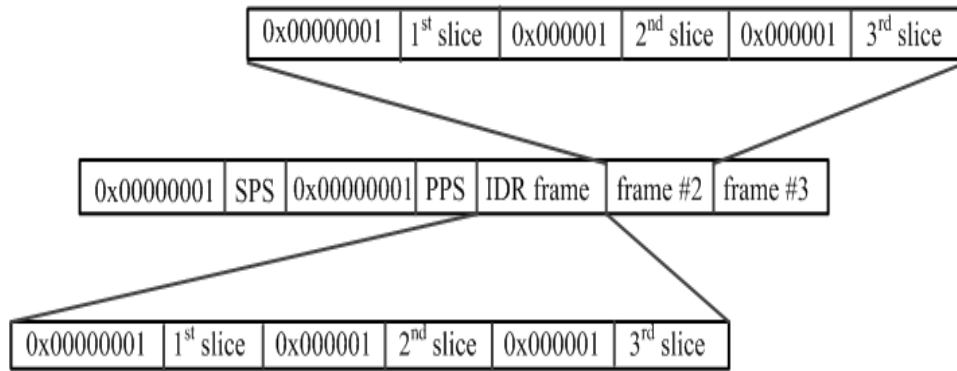 0x00000001 1st slice 0x000001 2nd slice 0x000001 3rd slice
0x00000001 SPS 0x00000001 PPS IDR frame frame #2 frame #3
0x00000001 1st slice 0x000001 2nd slice 0x000001 3rd slice